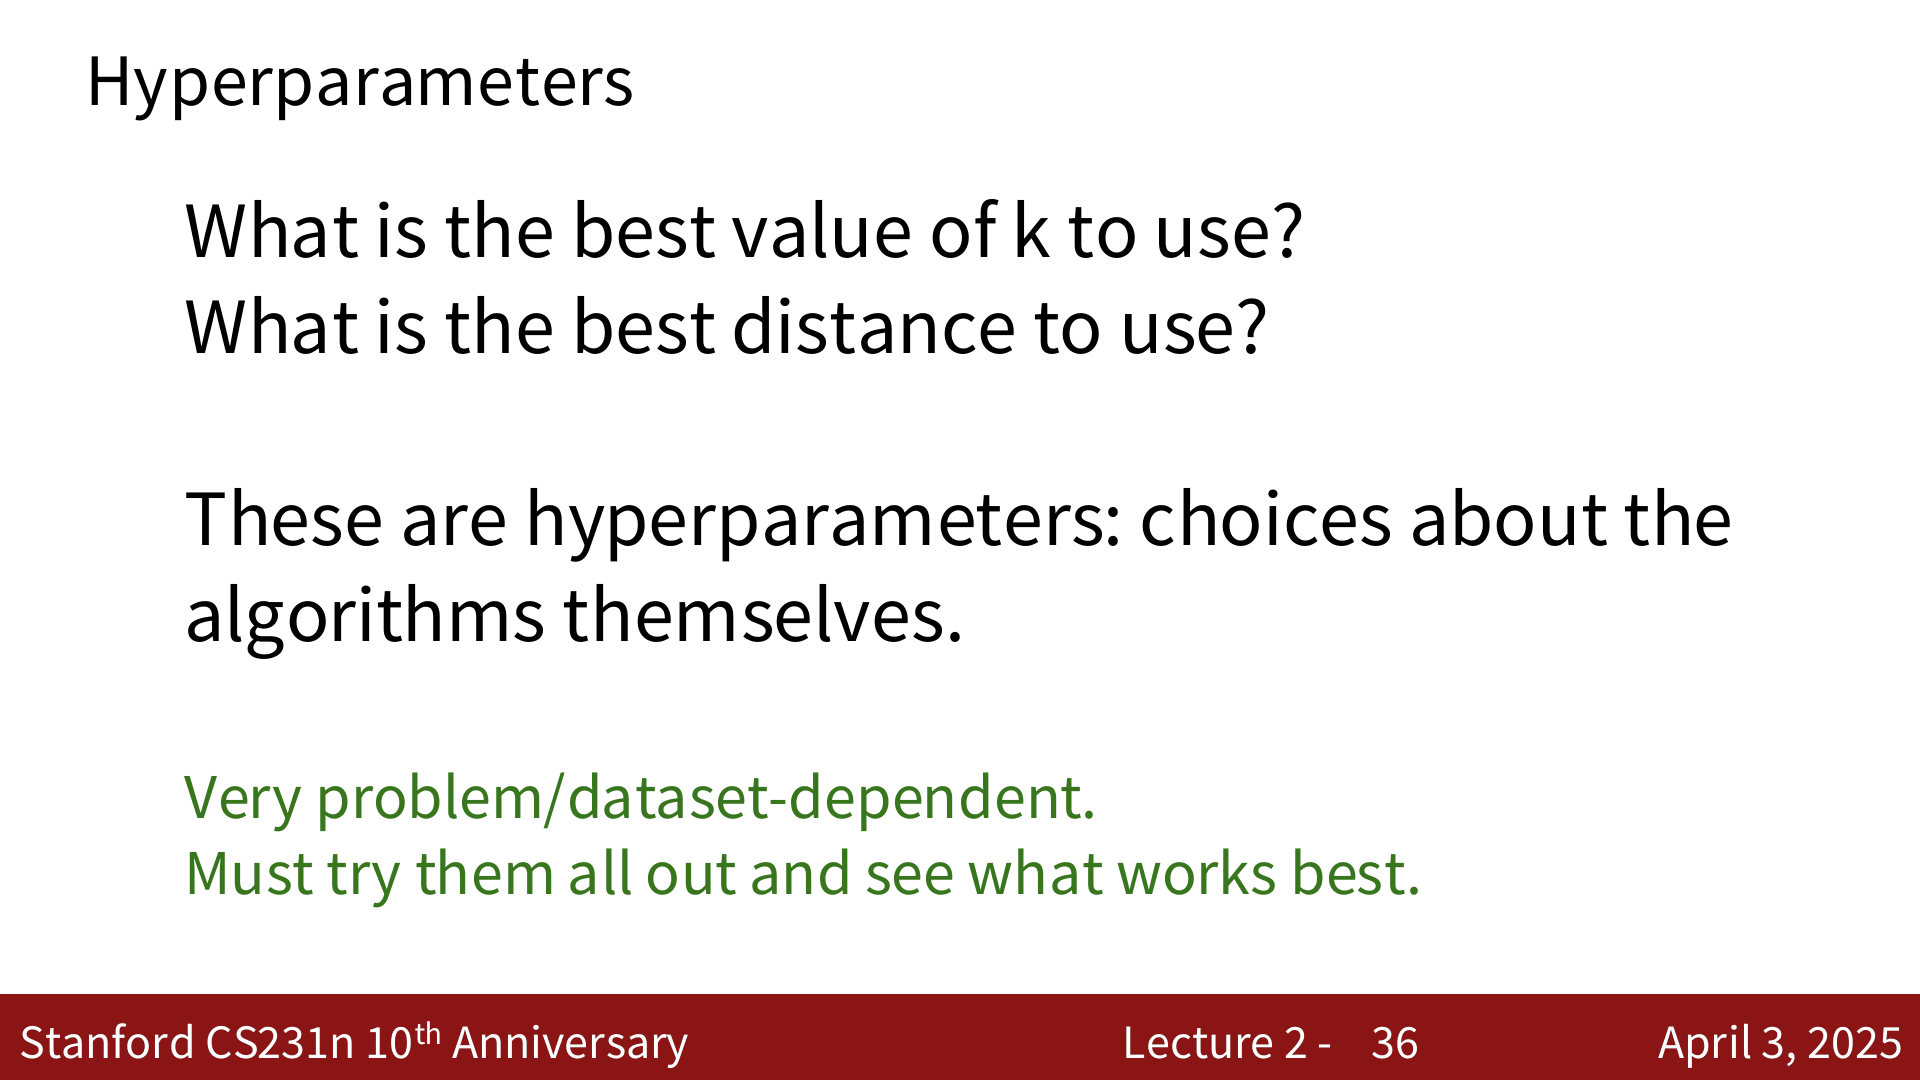 Hyperparameters
What is the best value of k to use?
What is the best distance to use?
These are hyperparameters: choices about the
algorithms themselves.
Very problem/dataset-dependent.
Must try them all out and see what works best.
Stanford CS231n 10th Anniversary Lecture 2 - 36 April 3, 2025